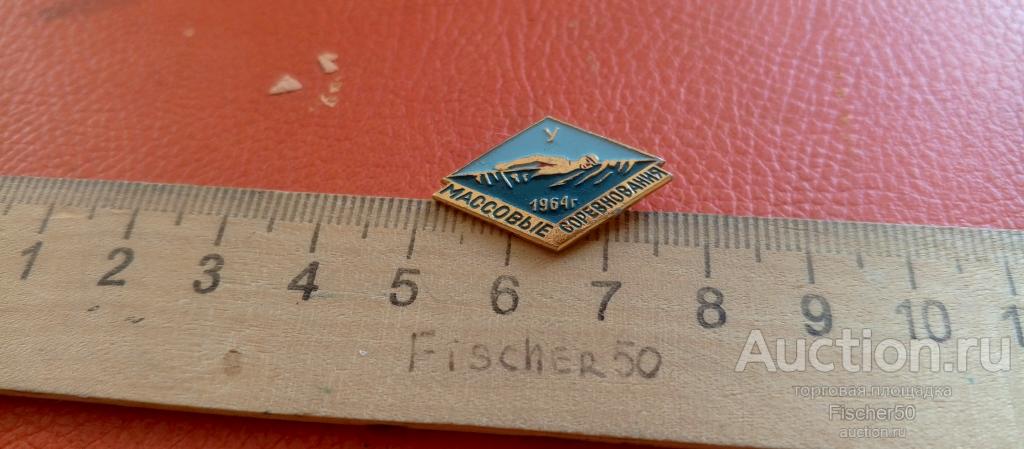 У
1964г
МАССОВЫЕ СОРЕВНОВАНИЯ
1 2 3 4 5 6 7 8 9 10
Fischer50
Auction.ru
торговая площадка
Fischer50
auction.ru